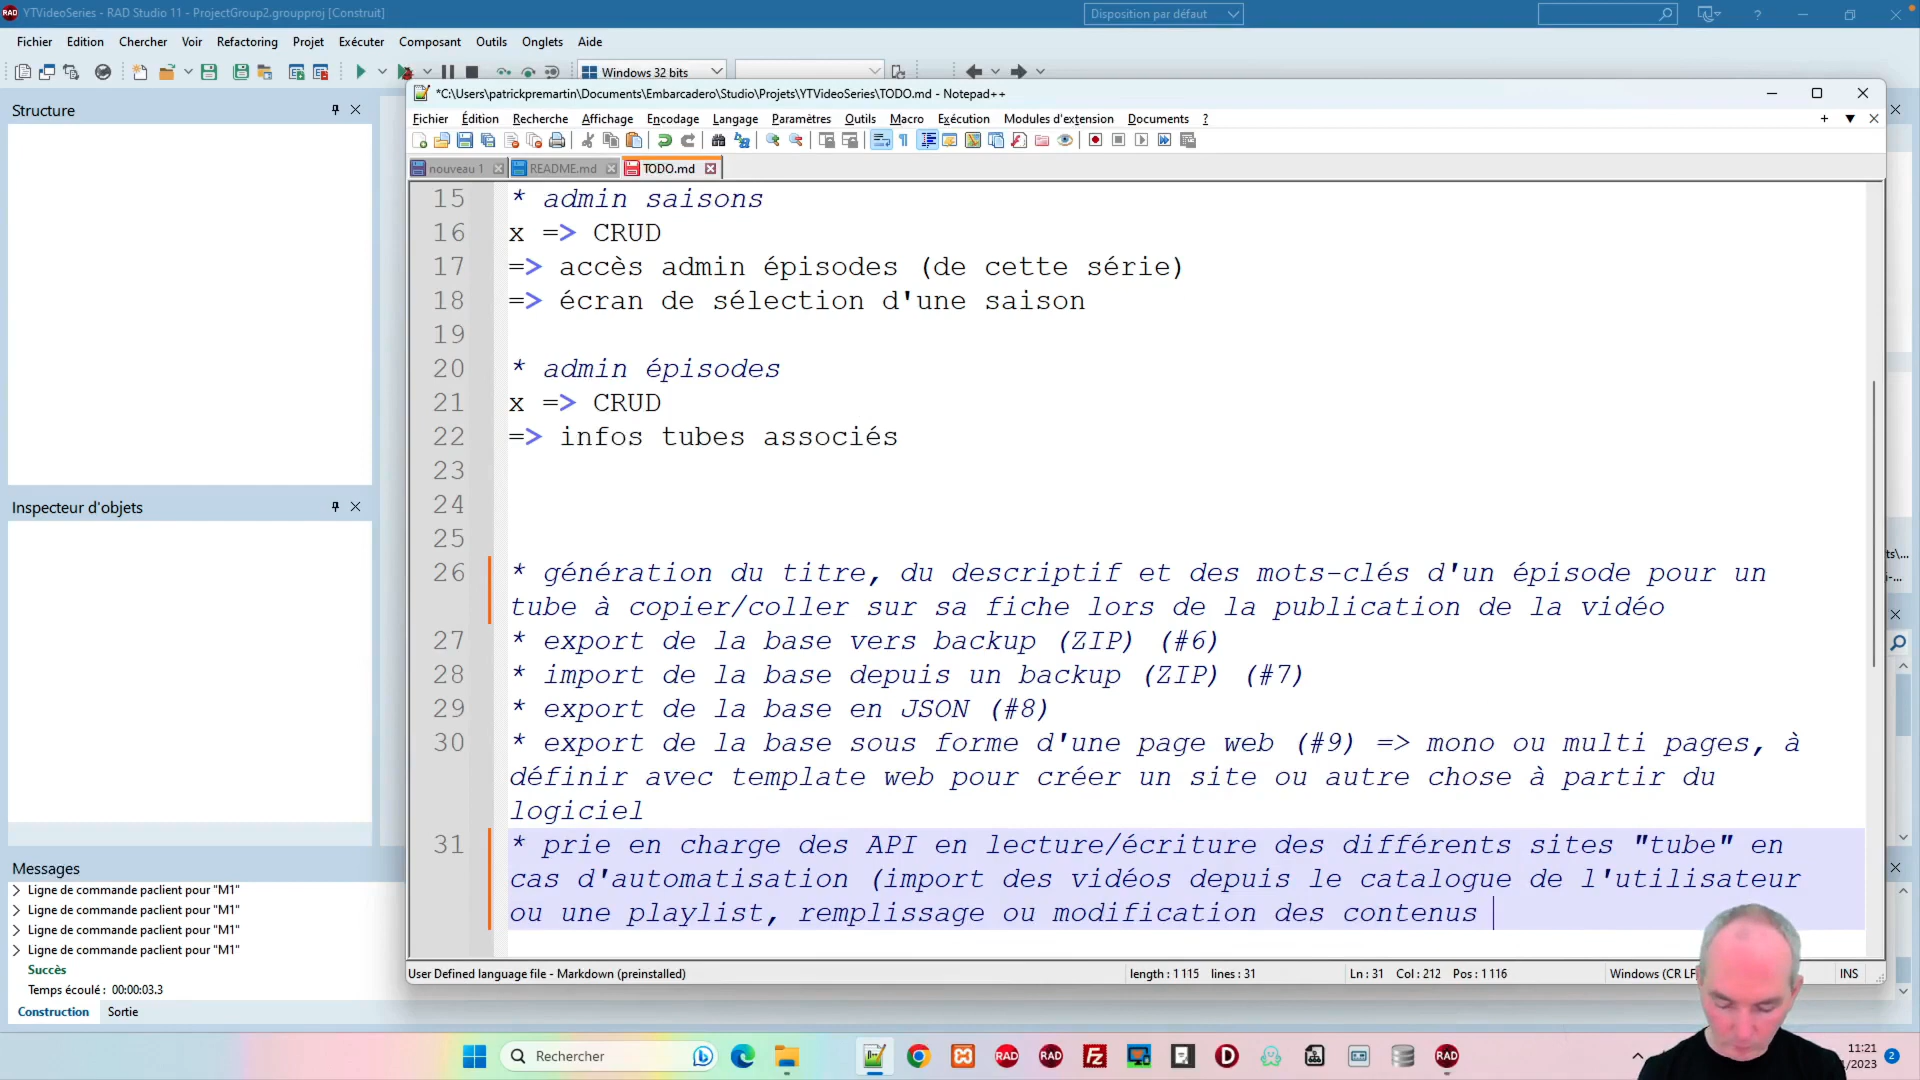 YTVideoSeries - RAD Studio 11 - ProjectGroup2.groupproj [Construit]
Disposition par défaut
Fichier Edition Chercher Voir Refactoring Projet Exécuter Composant Outils Onglets Aide
Windows 32 bits
Structure
*C:\Users\patrickpremartin\Documents\Embarcadero\Studio\Projets\YTVideoSeries\TODO.md - Notepad++
Fichier Édition Recherche Affichage Encodage Langage Paramètres Outils Macro Exécution Modules d'extension Documents ?
nouveau 1 README.md TODO.md
15 * admin saisons
16 x => CRUD
17 => accès admin épisodes (de cette série)
18 => écran de sélection d'une saison
19
20 * admin épisodes
21 x => CRUD
22 => infos tubes associés
23
24
25
26 * génération du titre, du descriptif et des mots-clés d'un épisode pour un
tube à copier/coller sur sa fiche lors de la publication de la vidéo
27 * export de la base vers backup (ZIP) (#6)
28 * import de la base depuis un backup (ZIP) (#7)
29 * export de la base en JSON (#8)
30 * export de la base sous forme d'une page web (#9) => mono ou multi pages, à
définir avec template web pour créer un site ou autre chose à partir du
logiciel
31 * prie en charge des API en lecture/écriture des différents sites "tube" en
cas d'automatisation (import des vidéos depuis le catalogue de l'utilisateur
ou une playlist, remplissage ou modification des contenus
User Defined language file - Markdown (preinstalled) length : 1 115 lines : 31 Ln : 31 Col : 212 Pos : 1 116 Windows (CR LF INS
Inspecteur d'objets
Messages
Ligne de commande paclient pour "M1"
Ligne de commande paclient pour "M1"
Ligne de commande paclient pour "M1"
Ligne de commande paclient pour "M1"
Succès
Temps écoulé : 00:00:03.3
Construction Sortie
Rechercher
11:21
/2023
2